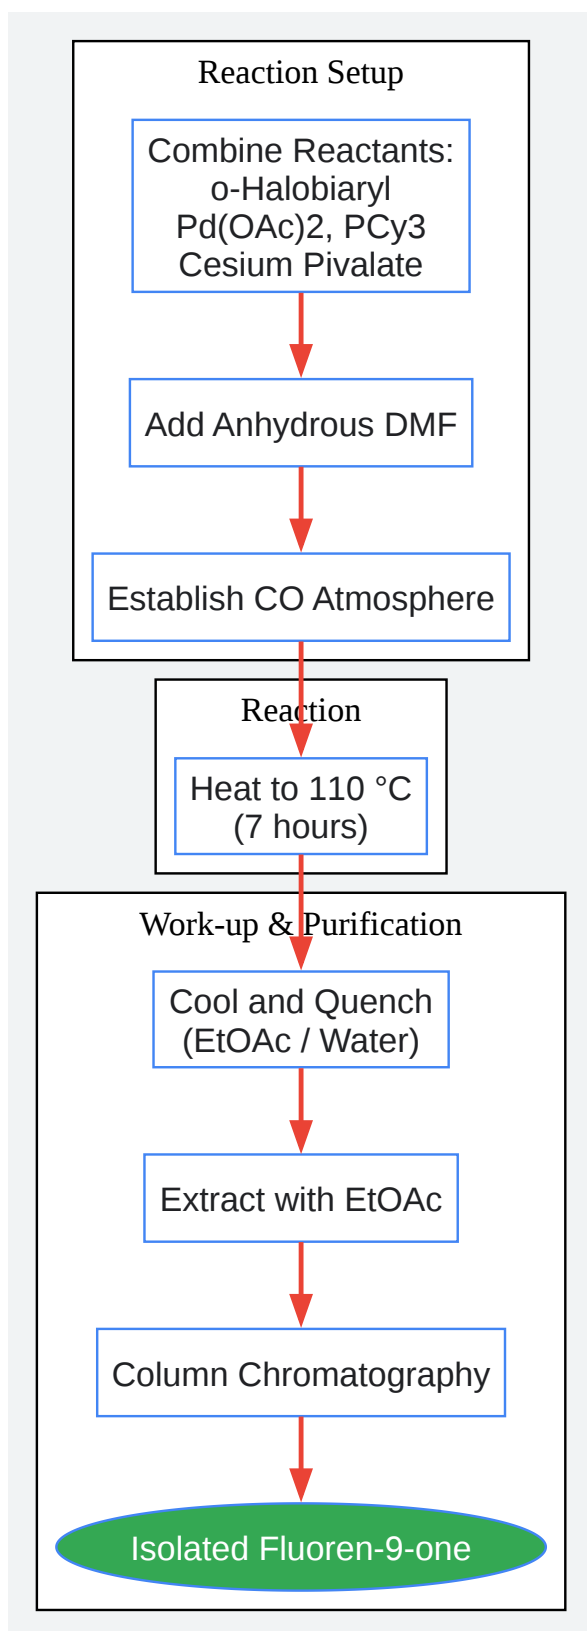 Reaction Setup
Combine Reactants:
o-Halobiaryl
Pd(OAc)2, PCy3
Cesium Pivalate
Add Anhydrous DMF
Establish CO Atmosphere
Reaction
Heat to 110 °C
(7 hours)
Work-up & Purification
Cool and Quench
(EtOAc / Water)
Extract with EtOAc
Column Chromatography
Isolated Fluoren-9-one